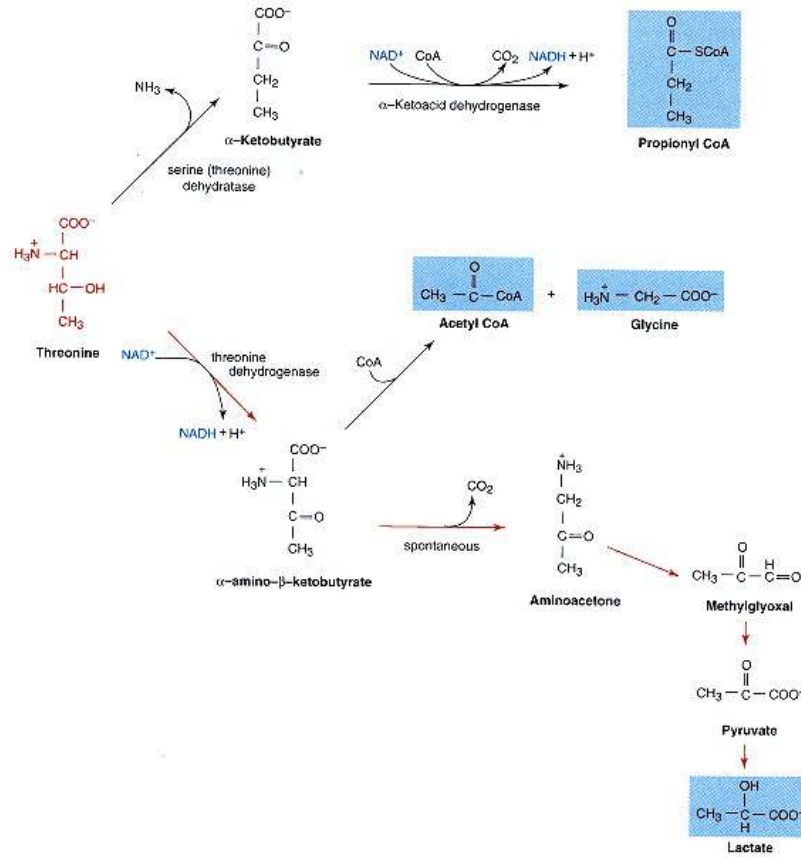 COO⁻
C=O
CH₂
CH₃
α–Ketobutyrate
NH₃
serine (threonine)
dehydratase
NAD⁺ CoA CO₂ NADH + H⁺
α–Ketoacid dehydrogenase
O
C — SCoA
CH₂
CH₃
Propionyl CoA
COO⁻
H₃N⁺ — CH
HC — OH
CH₃
Threonine
NAD⁺
threonine
dehydrogenase
NADH + H⁺
O
CH₃ — C — CoA
Acetyl CoA
+
H₃N⁺ — CH₂ — COO⁻
Glycine
CoA
COO⁻
H₃N⁺ — CH
C=O
CH₃
α–amino–β–ketobutyrate
CO₂
spontaneous
⁺NH₃
CH₂
C=O
CH₃
Aminoacetone
O H
CH₃ — C — C=O
Methylglyoxal
O
CH₃ — C — COO⁻
Pyruvate
OH
CH₃ — C — COO⁻
H
Lactate